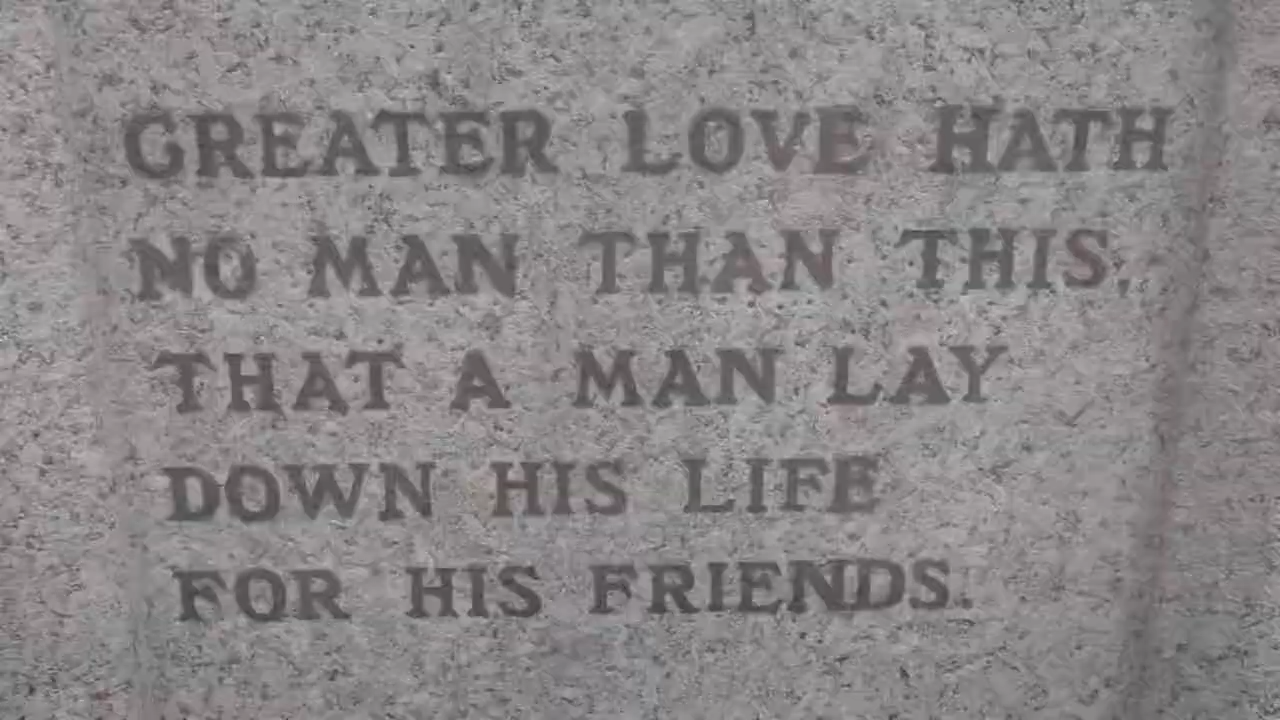 GREATER LOVE HATH
NO MAN THAN THIS,
THAT A MAN LAY
DOWN HIS LIFE
FOR HIS FRIENDS.